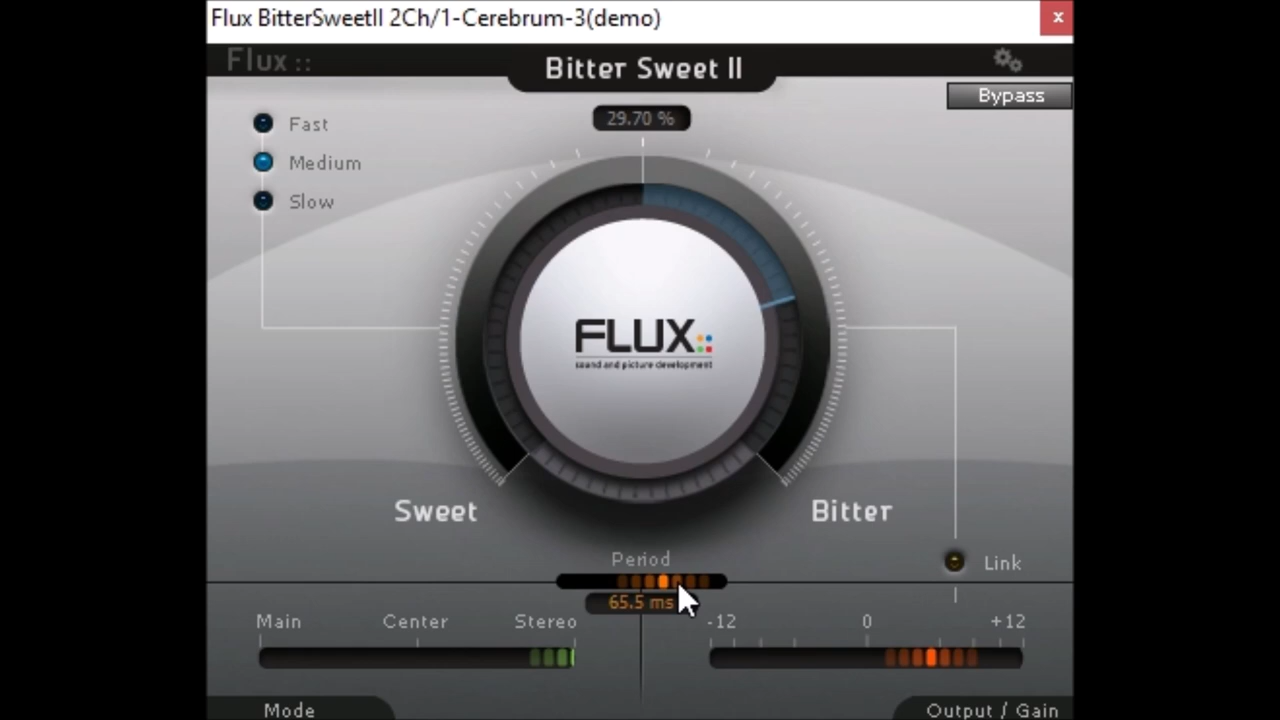 Flux BitterSweetII 2Ch/1-Cerebrum-3(demo)
x
Flux ::
Bitter Sweet II
Bypass
29.70 %
Fast
Medium
Slow
FLUX::
sound and picture development
Sweet
Bitter
Period
Link
65.5 ms
Main Center Stereo
-12 0 +12
Mode
Output / Gain